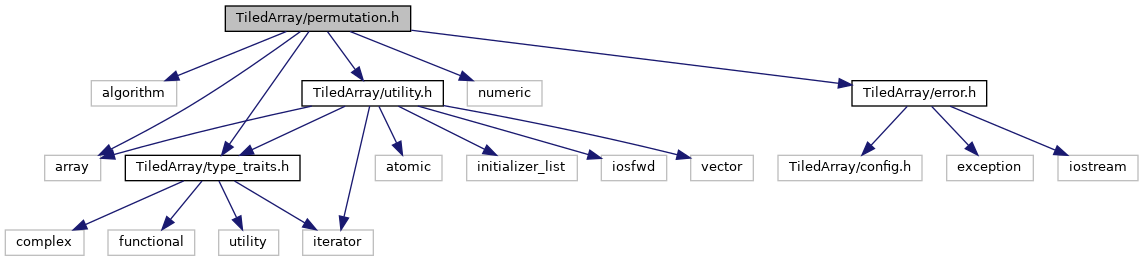 TiledArray/permutation.h
algorithm
TiledArray/utility.h
numeric
TiledArray/error.h
array
TiledArray/type_traits.h
atomic
initializer_list
iosfwd
vector
TiledArray/config.h
exception
iostream
complex
functional
utility
iterator